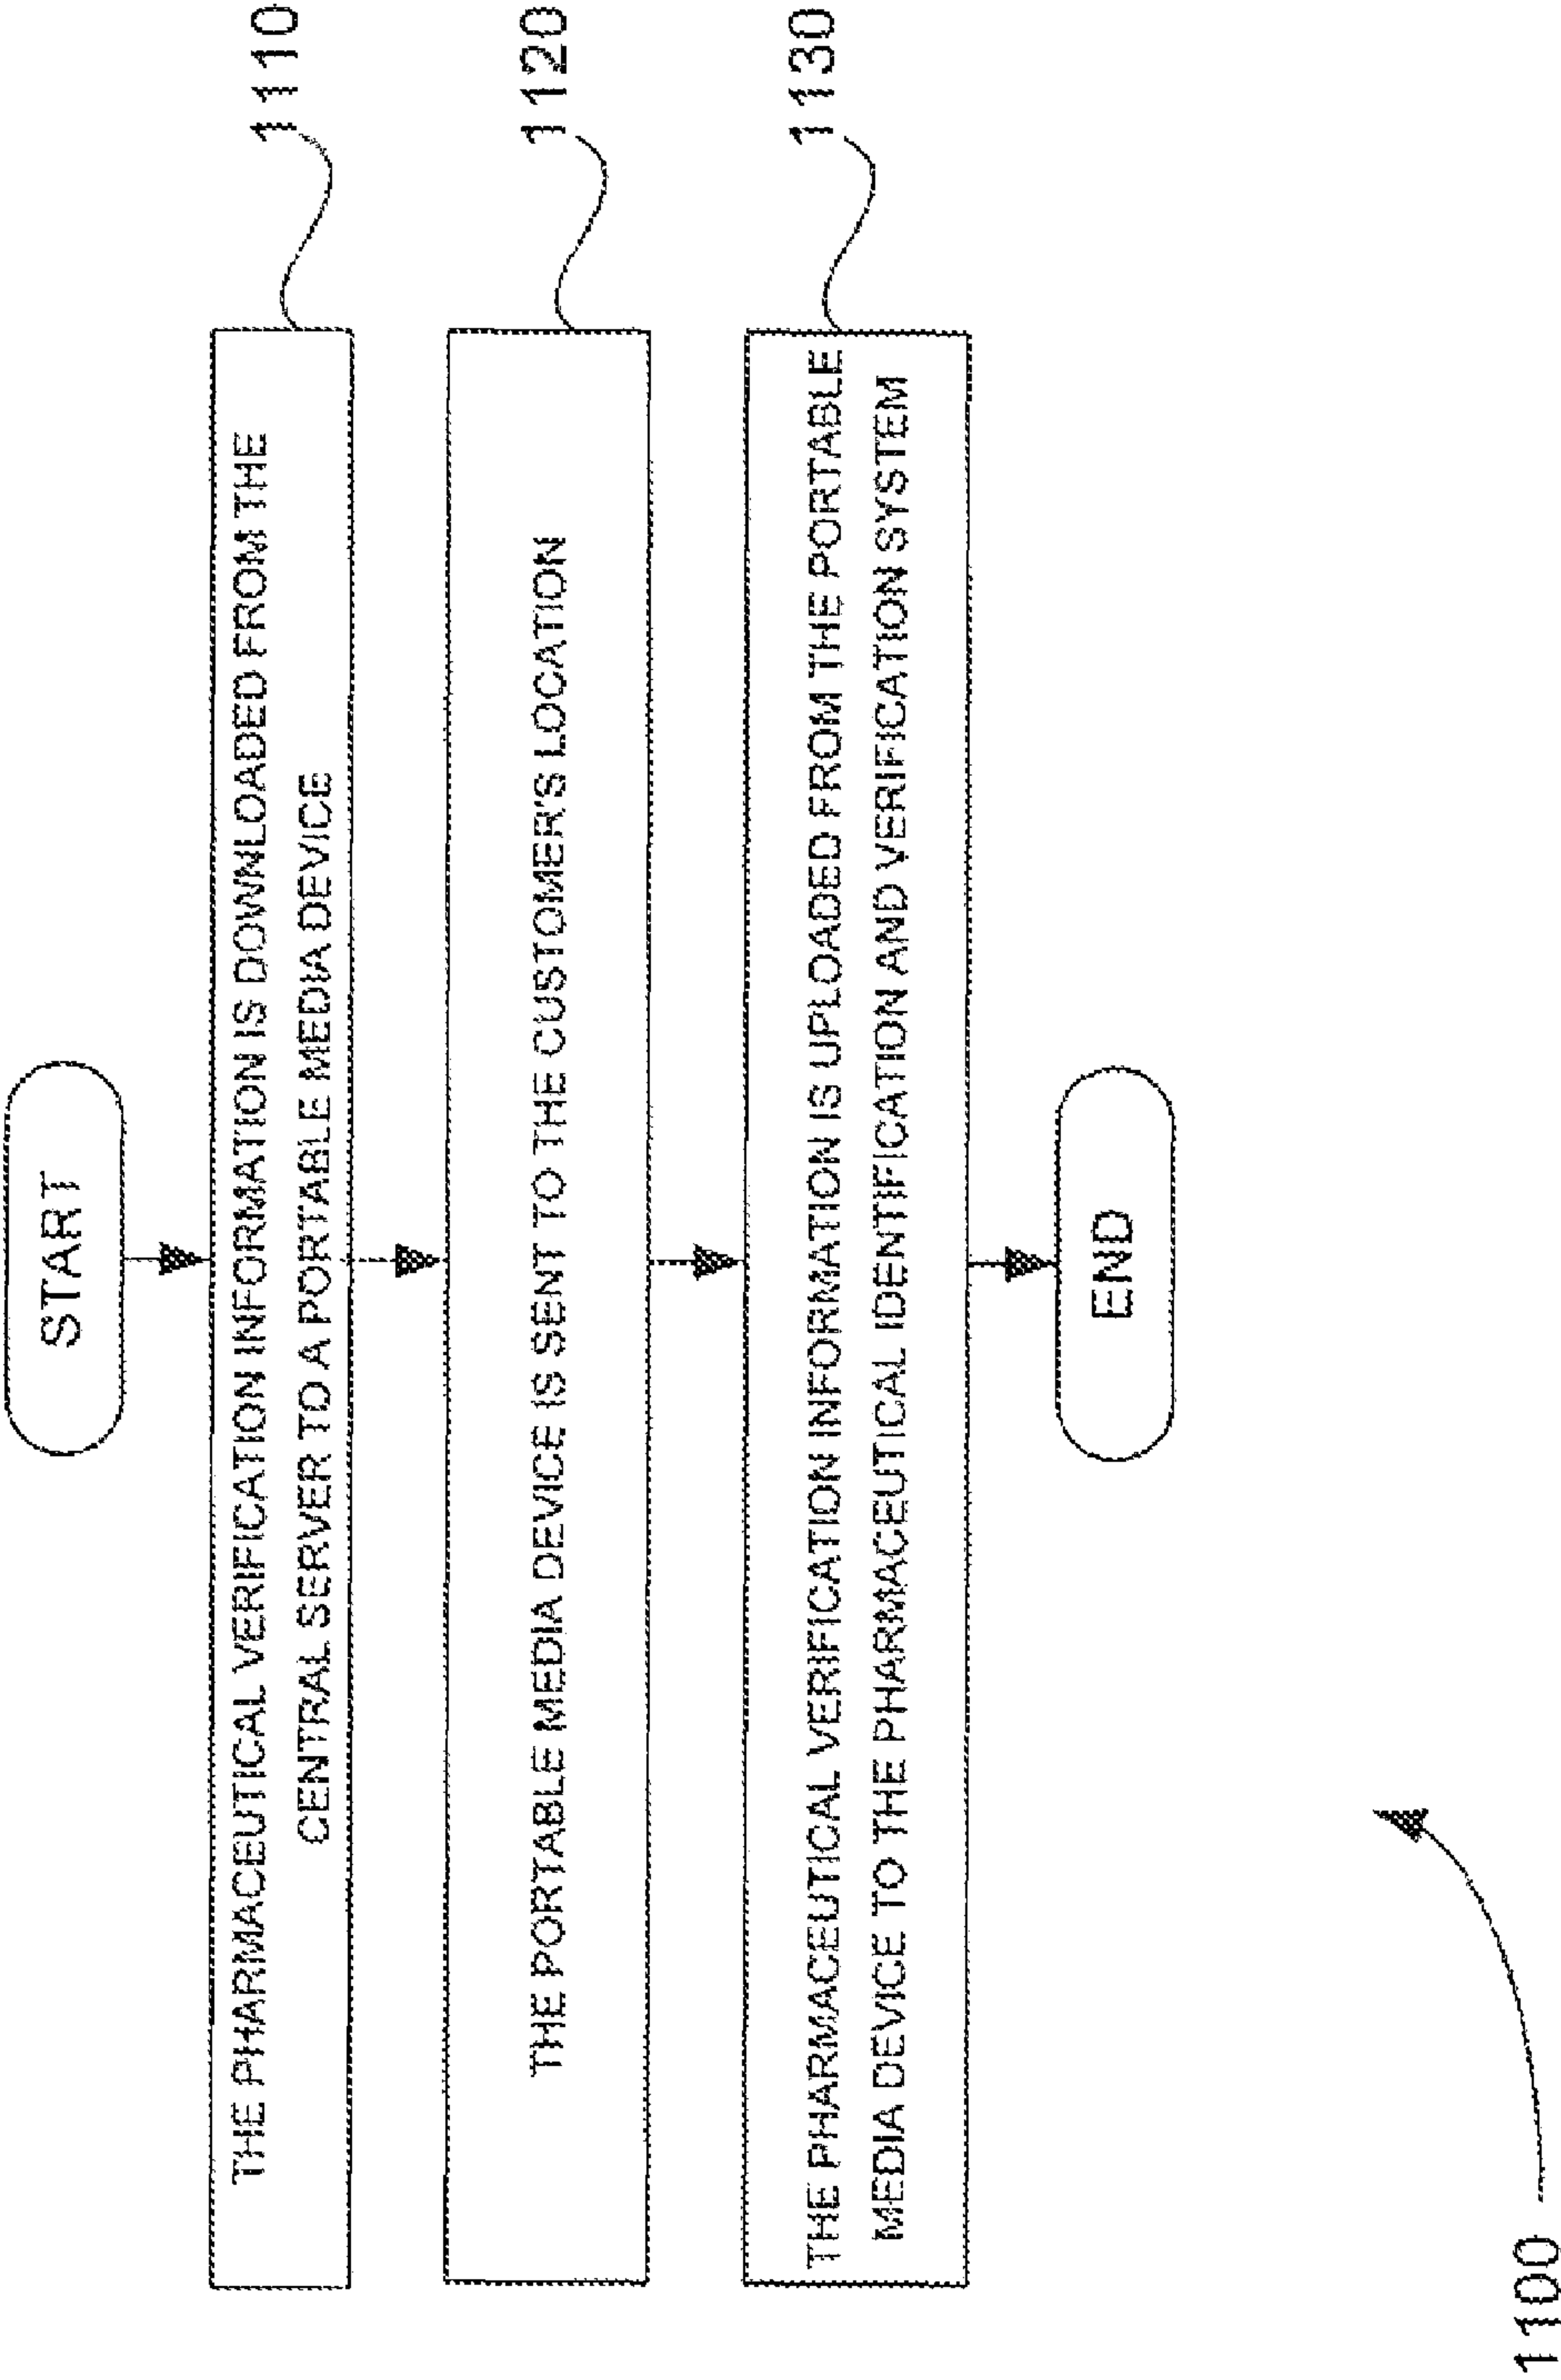 START
THE PHARMACEUTICAL VERIFICATION INFORMATION IS DOWNLOADED FROM THE
CENTRAL SERVER TO A PORTABLE MEDIA DEVICE
1110
THE PORTABLE MEDIA DEVICE IS SENT TO THE CUSTOMER'S LOCATION
1120
THE PHARMACEUTICAL VERIFICATION INFORMATION IS UPLOADED FROM THE PORTABLE
MEDIA DEVICE TO THE PHARMACEUTICAL IDENTIFICATION AND VERIFICATION SYSTEM
1130
END
1100